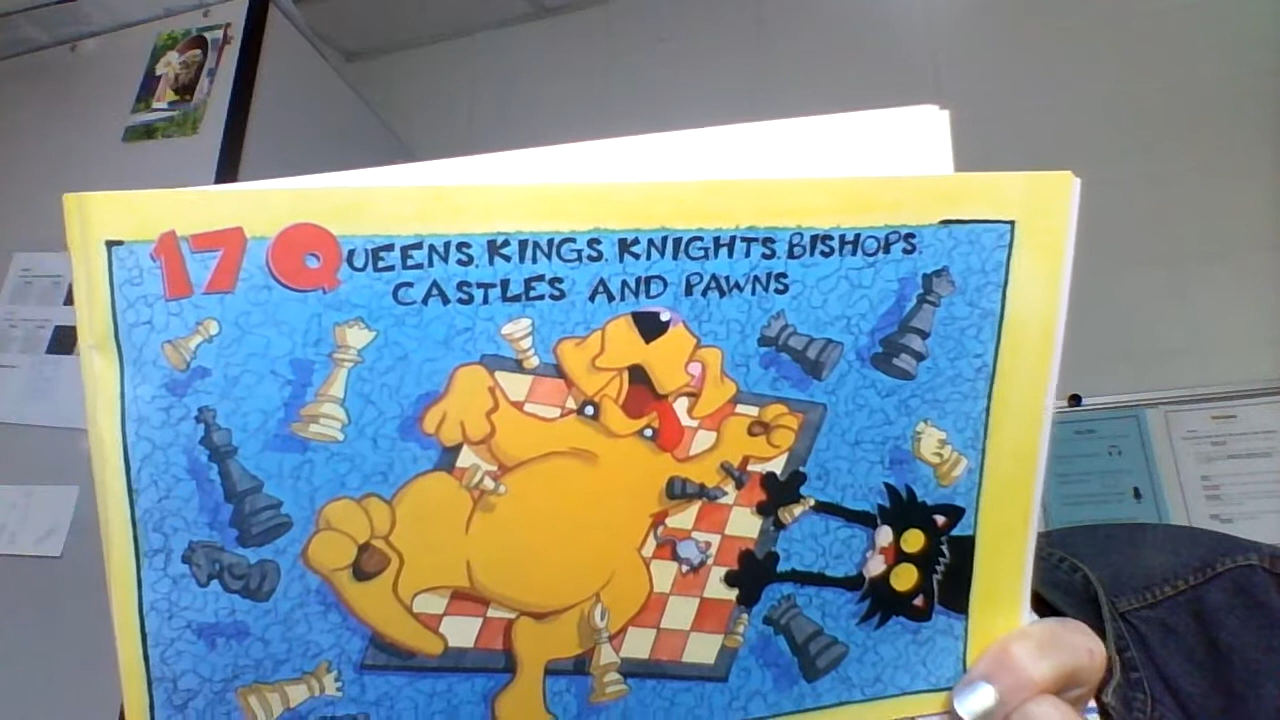 17 QUEENS, KINGS, KNIGHTS, BISHOPS,
CASTLES AND PAWNS